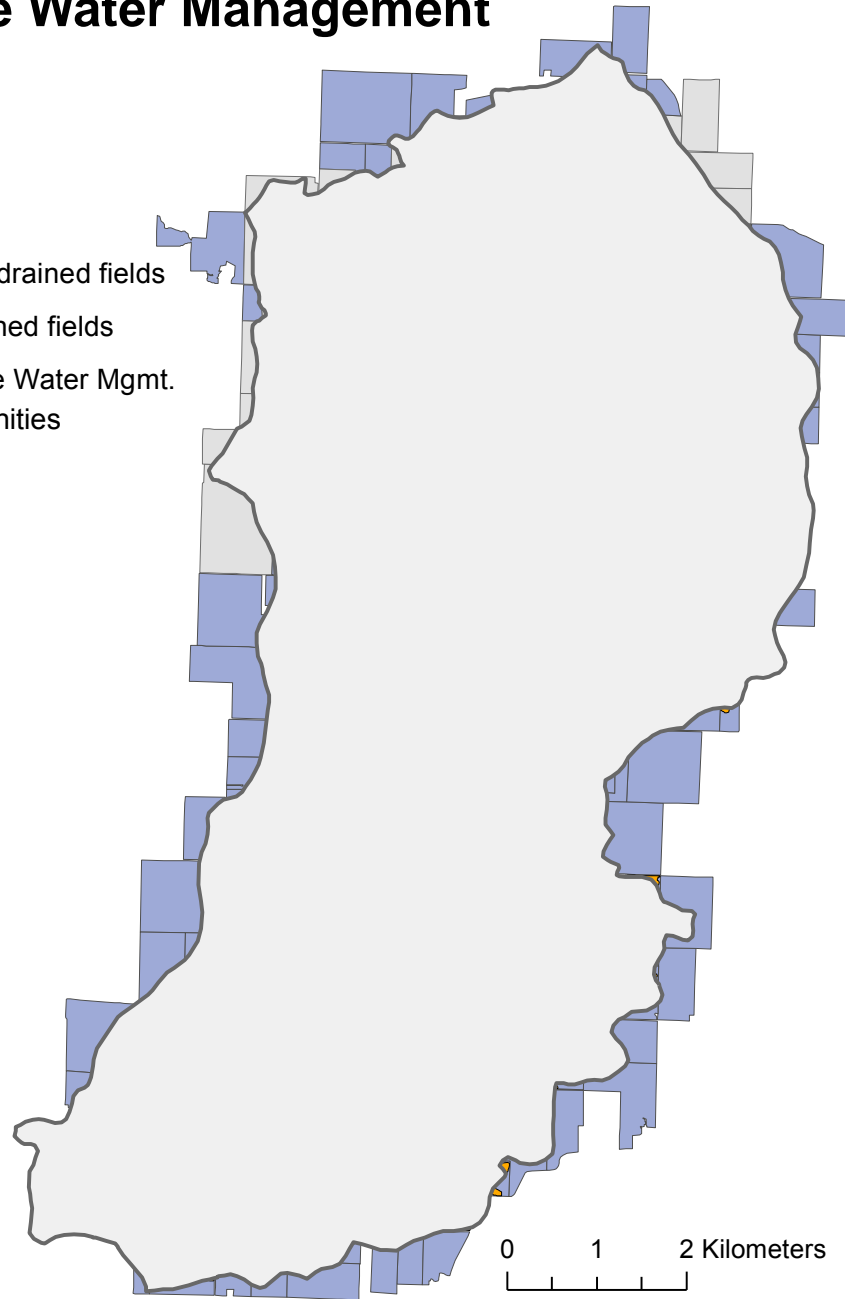 e Water Management
drained fields
ned fields
e Water Mgmt.
nities
0 1 2 Kilometers